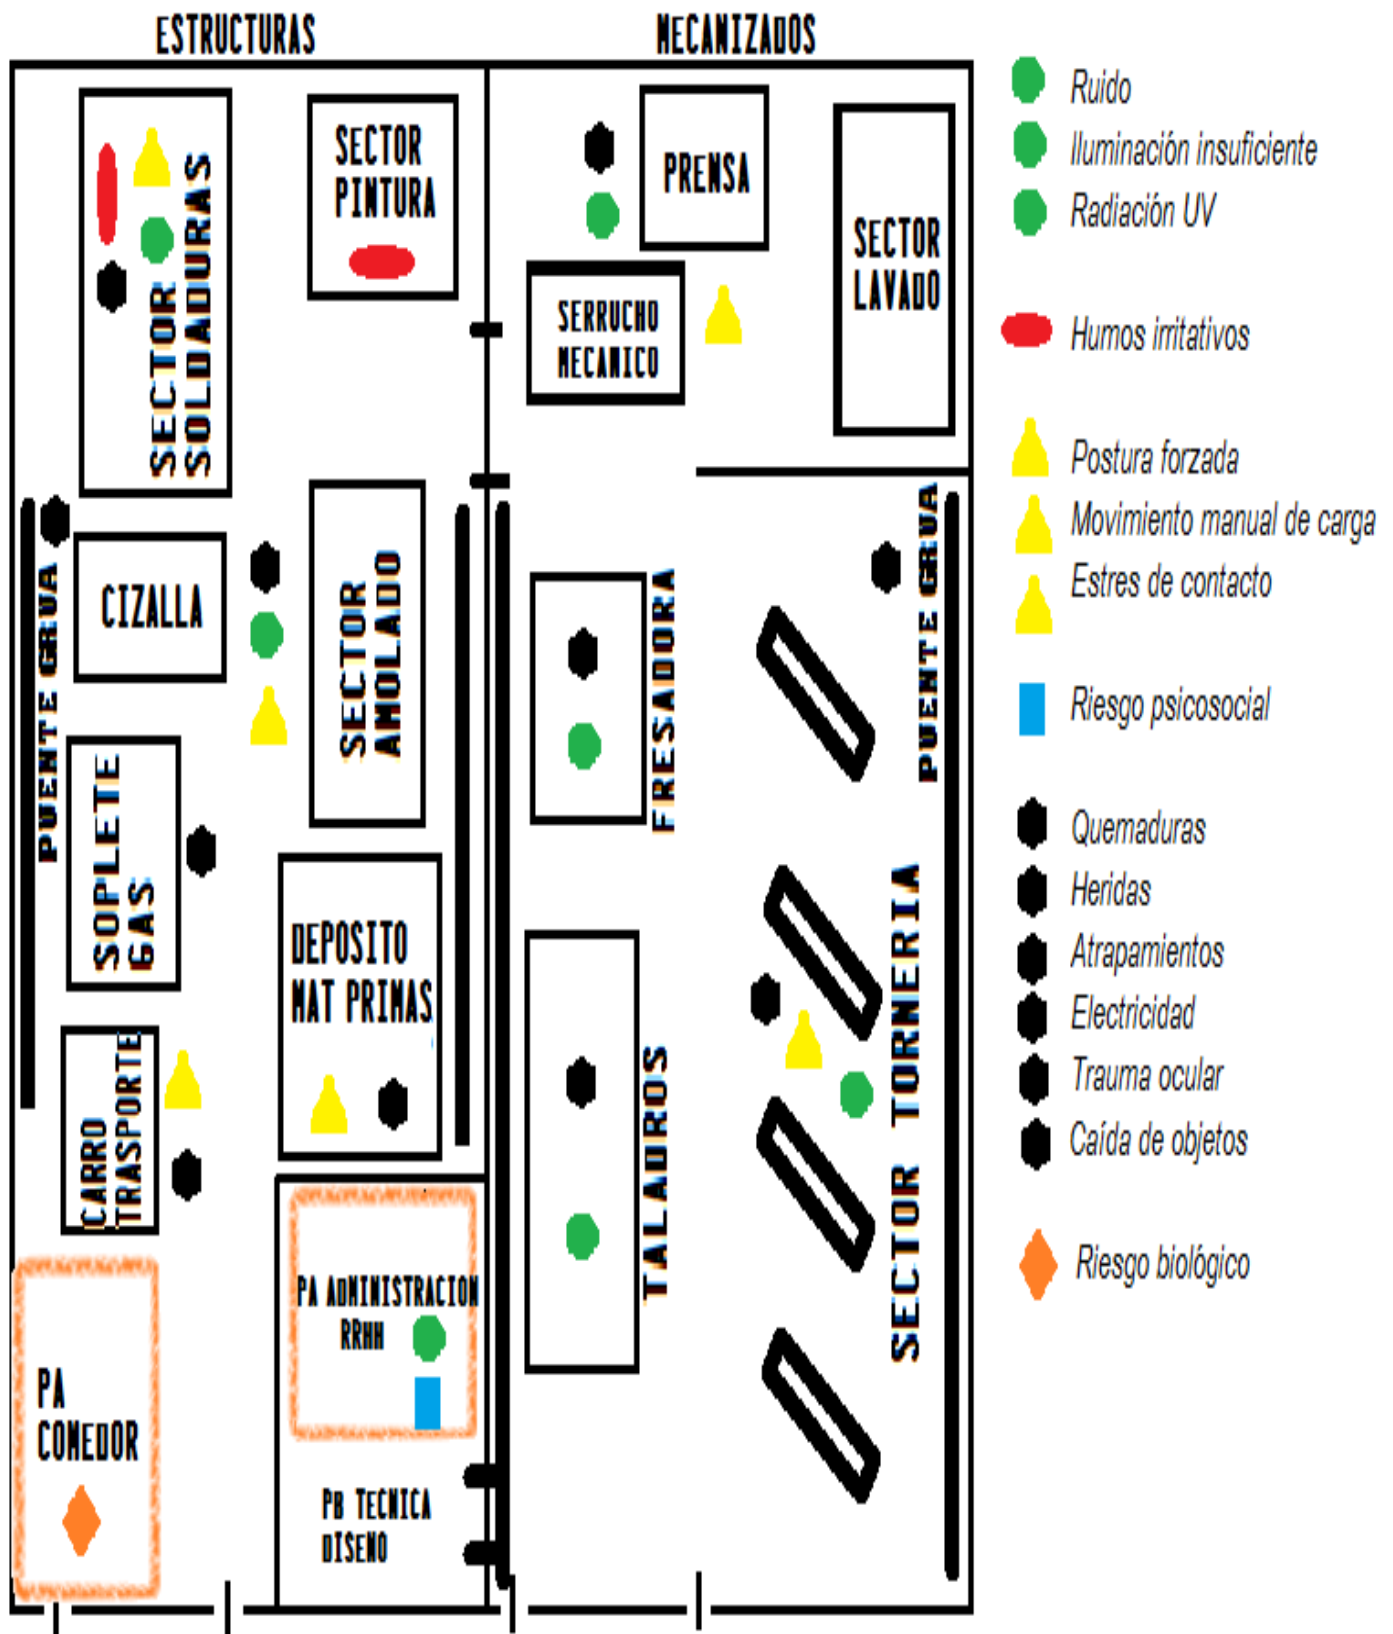 ESTRUCTURAS
MECANIZADOS
SECTOR
SOLDADURAS
SECTOR
PINTURA
PRENSA
SECTOR
LAVADO
SERRUCHO
MECANICO
PUENTE GRUA
CIZALLA
SECTOR
AMOLADO
FRESADORA
PUENTE GRUA
SOPLETE
GAS
DEPOSITO
MAT PRIMAS
CARRO
TRASPORTE
TALADROS
SECTOR TORNERIA
PA ADMINISTRACION
RRHH
PA
COMEDOR
PB TECNICA
DISENO
Ruido
Iluminación insuficiente
Radiación UV
Humos irritativos
Postura forzada
Movimiento manual de carga
Estres de contacto
Riesgo psicosocial
Quemaduras
Heridas
Atrapamientos
Electricidad
Trauma ocular
Caída de objetos
Riesgo biológico